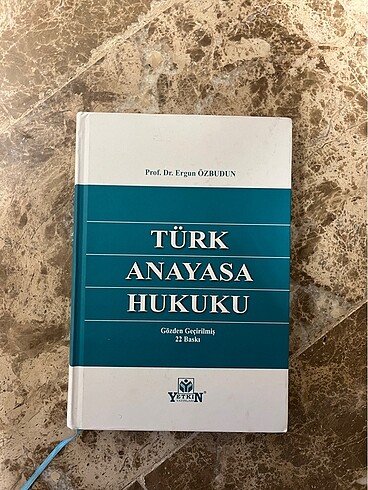 Prof. Dr. Ergun ÖZBUDUN
TÜRK
ANAYASA
HUKUKU
Gözden Geçirilmiş
22 Baskı
YETKİN